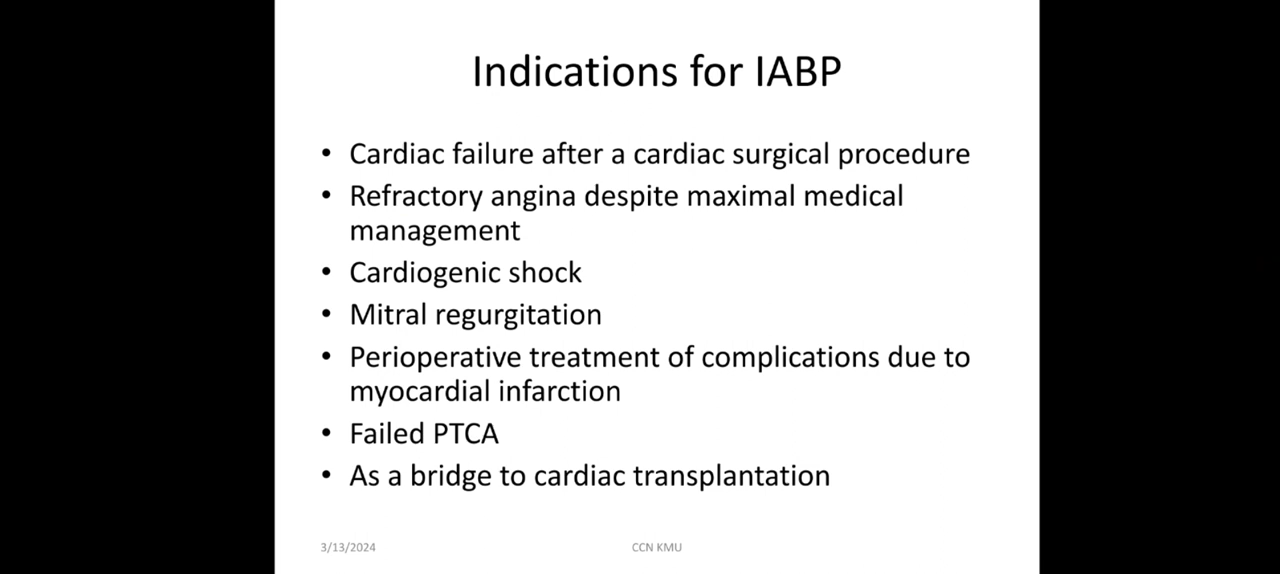 Indications for IABP
• Cardiac failure after a cardiac surgical procedure
• Refractory angina despite maximal medical
management
• Cardiogenic shock
• Mitral regurgitation
• Perioperative treatment of complications due to
myocardial infarction
• Failed PTCA
• As a bridge to cardiac transplantation
3/13/2024
CCN KMU